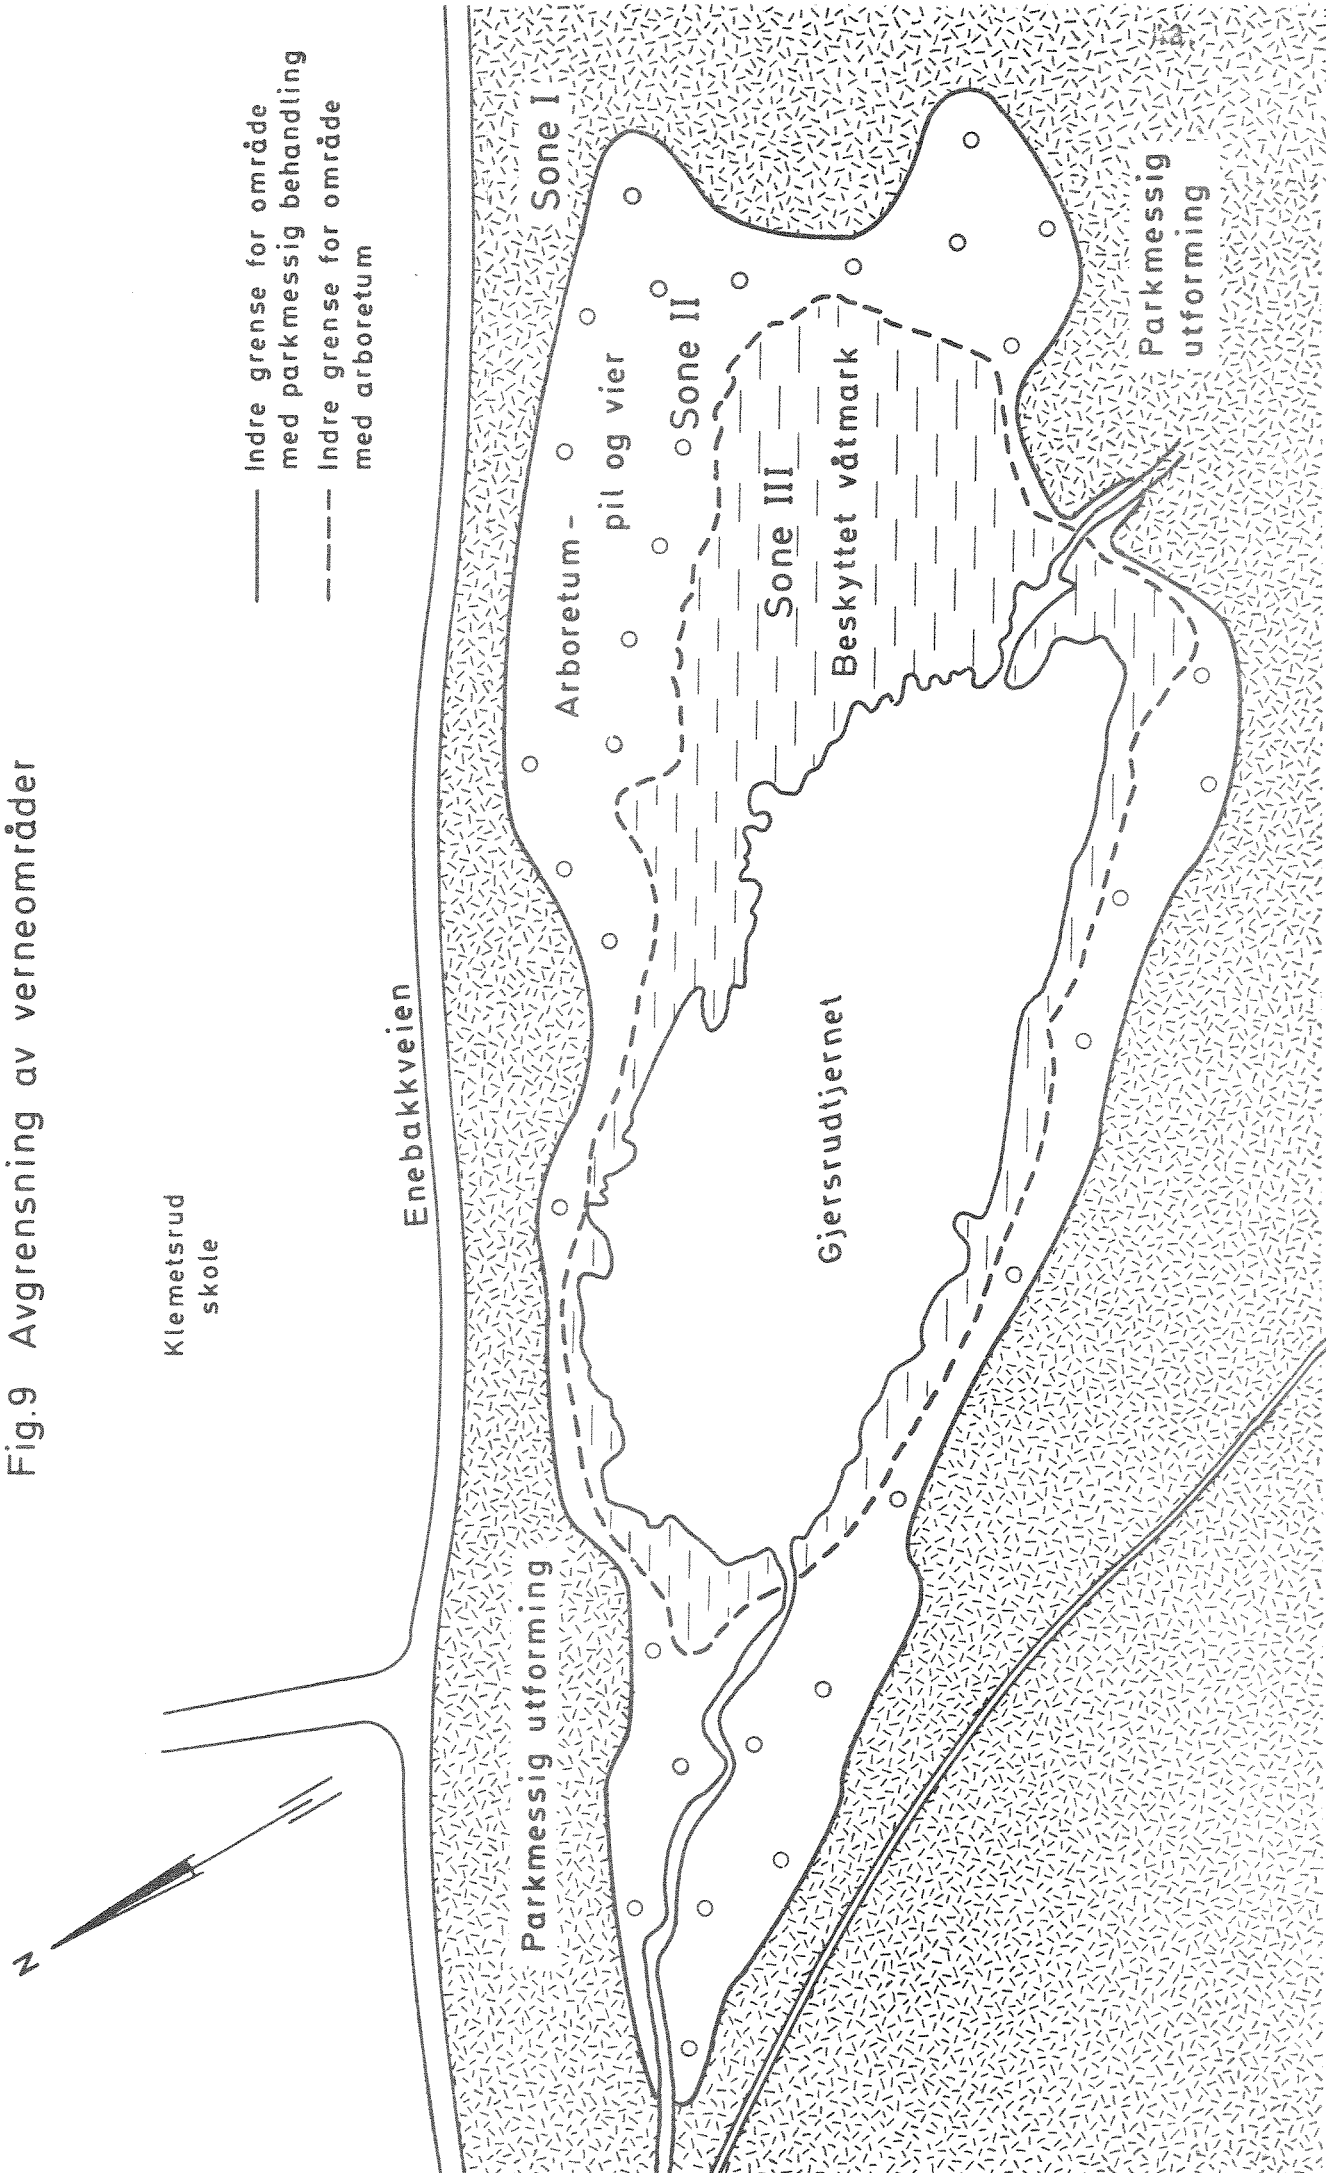 Fig.9 Avgrensning av verneområder
Klemetsrud
skole
Indre grense for område
med parkmessig behandling
Indre grense for område
med arboretum
Enebakkveien
N
Sone I
Parkmessig utforming
Arboretum-
pil og vier
Sone II
Sone III
Beskyttet våtmark
Gjersrudtjernet
Parkmessig
utforming